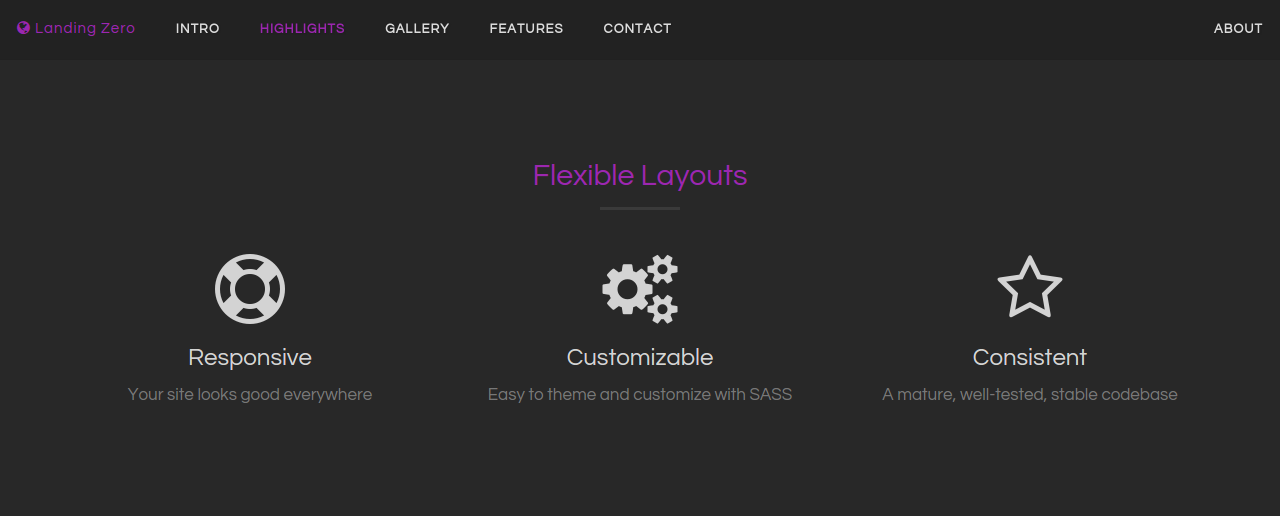 Landing Zero
INTRO
HIGHLIGHTS
GALLERY
FEATURES
CONTACT
ABOUT
Flexible Layouts
Responsive
Your site looks good everywhere
Customizable
Easy to theme and customize with SASS
Consistent
A mature, well-tested, stable codebase